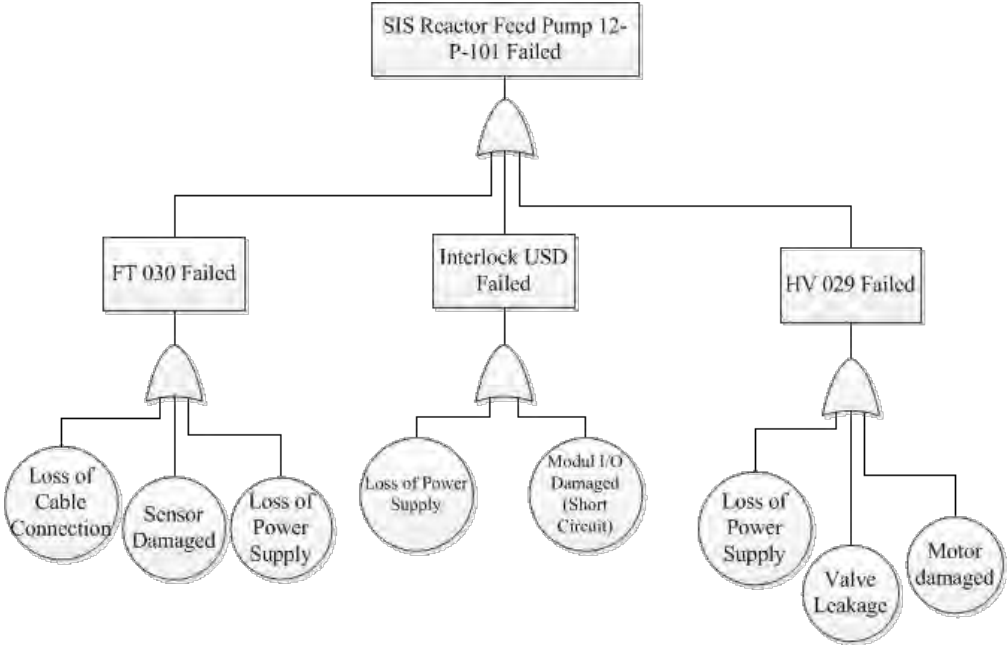 SIS Reactor Feed Pump 12-
P-101 Failed
FT 030 Failed
Interlock USD
Failed
HV 029 Failed
Loss of
Cable
Connection
Sensor
Damaged
Loss of
Power
Supply
Loss of Power
Supply
Modul I/O
Damaged
(Short
Circuit)
Loss of
Power
Supply
Valve
Leakage
Motor
damaged